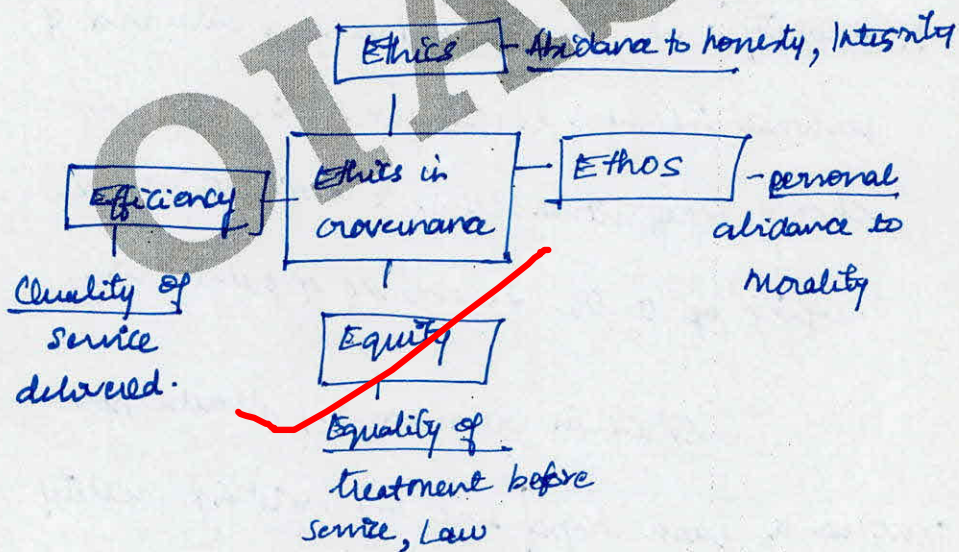 OIAS
Ethics - Abidance to honesty, Integrity
Ethics in
Governance
Efficiency
Quality of
Service
delivered.
Ethos - personal
abidance to
Morality
Equity
Equality of
treatment before
Service, Law